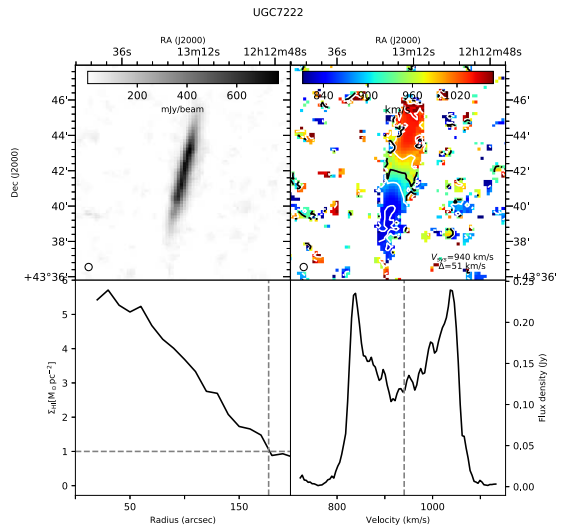 UGC7222
RA (J2000)
RA (J2000)
36s 13m12s 12h12m48s
36s 13m12s 12h12m48s
200 400 600
mJy/beam
840 900 960 1020
km/s
46' 44' 42' 40' 38' +43°36'
Dec (J2000)
46' 44' 42' 40' 38' +43°36'
Vsys=940 km/s
Δ=51 km/s
6 5 4 3 2 1 0
ΣHI[M☉pc⁻²]
50 150
Radius (arcsec)
0,25 0,20 0,15 0,10 0,05 0,00
Flux density (Jy)
800 1000
Velocity (km/s)